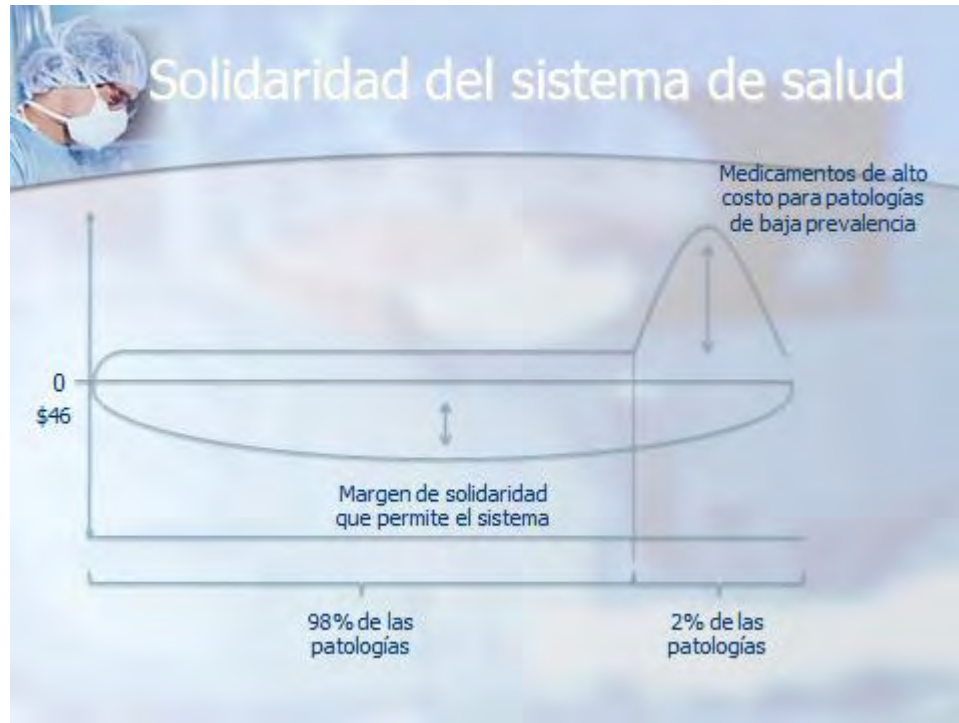 Solidaridad del sistema de salud
Medicamentos de alto
costo para patologías
de baja prevalencia
0
$46
Margen de solidaridad
que permite el sistema
98% de las
patologías
2% de las
patologías